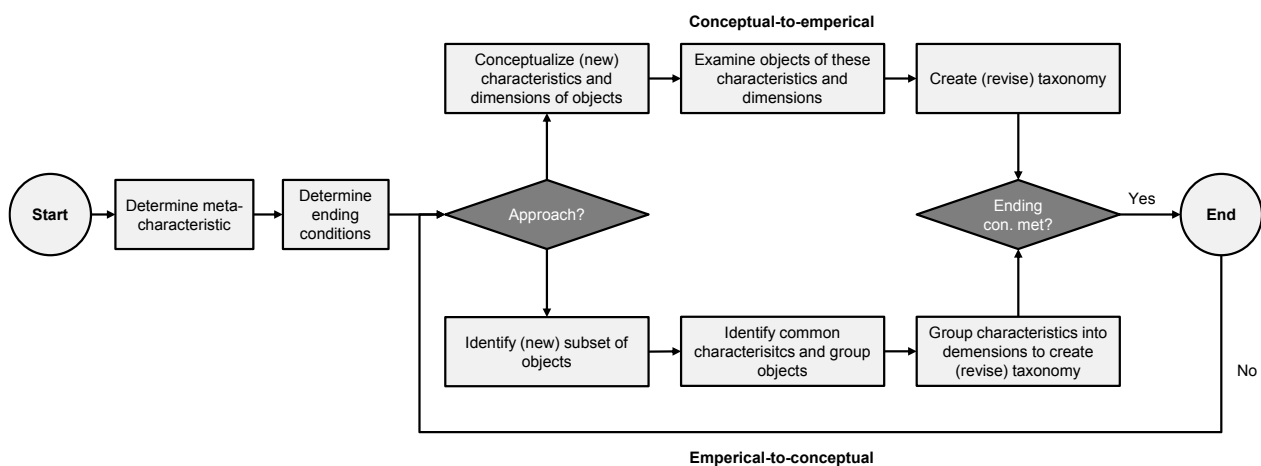 Conceptual-to-emperical
Conceptualize (new)
characteristics and
dimensions of objects
Examine objects of these
characteristics and
dimensions
Create (revise) taxonomy
Start
Determine meta-
characteristic
Determine
ending
conditions
Approach?
Ending
con. met?
Yes
End
Identify (new) subset of
objects
Identify common
characterisitcs and group
objects
Group characteristics into
demensions to create
(revise) taxonomy
No
Emperical-to-conceptual